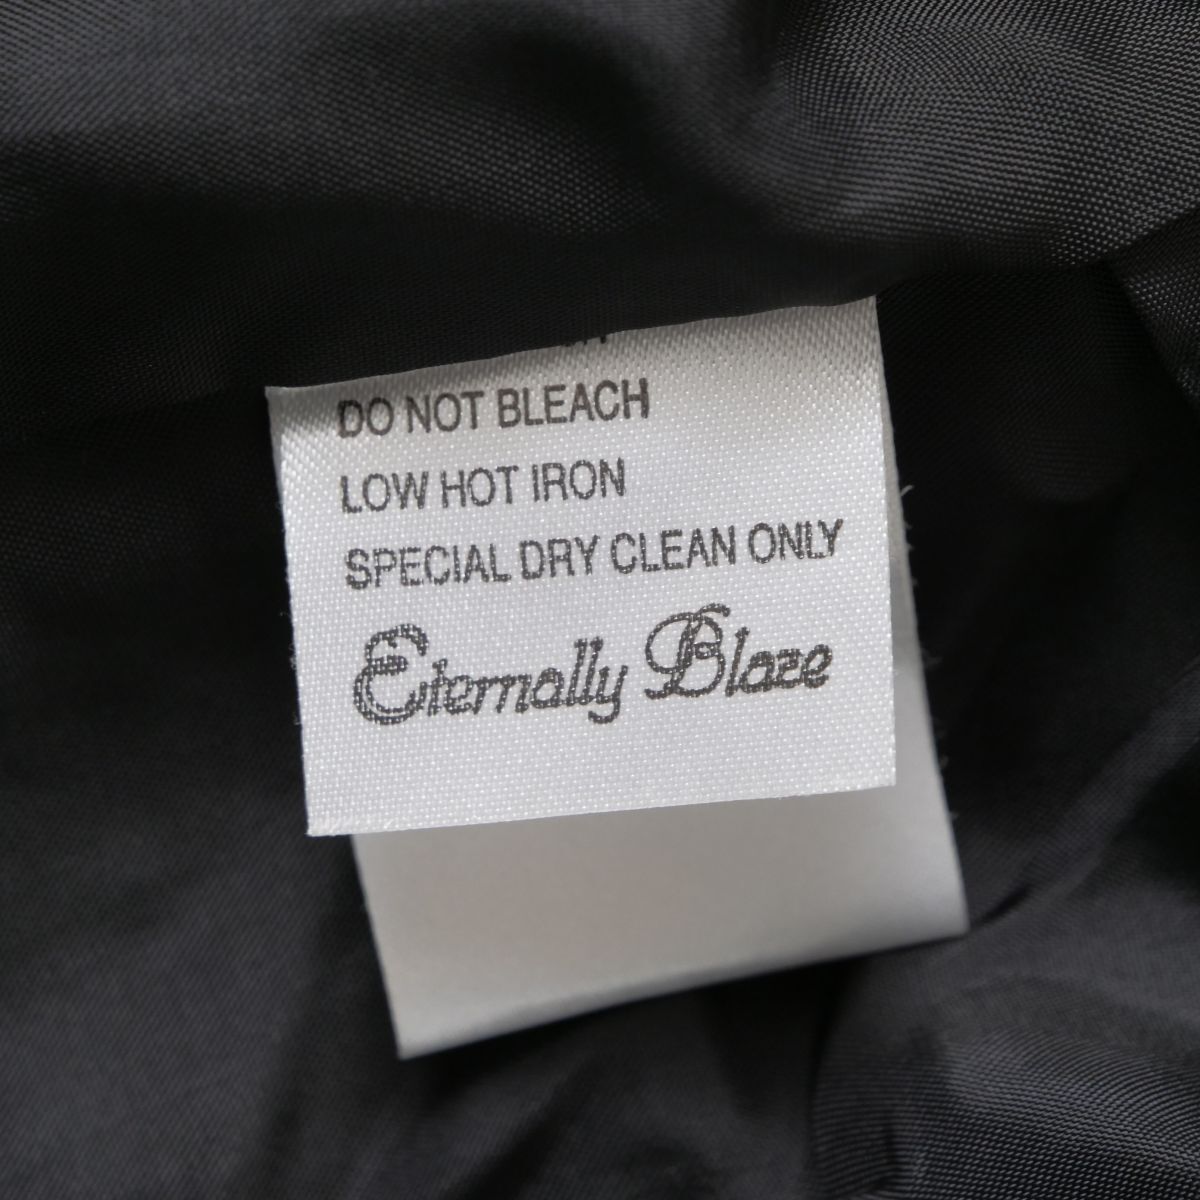 DO NOT BLEACH
LOW HOT IRON
SPECIAL DRY CLEAN ONLY
Eternally Blaze